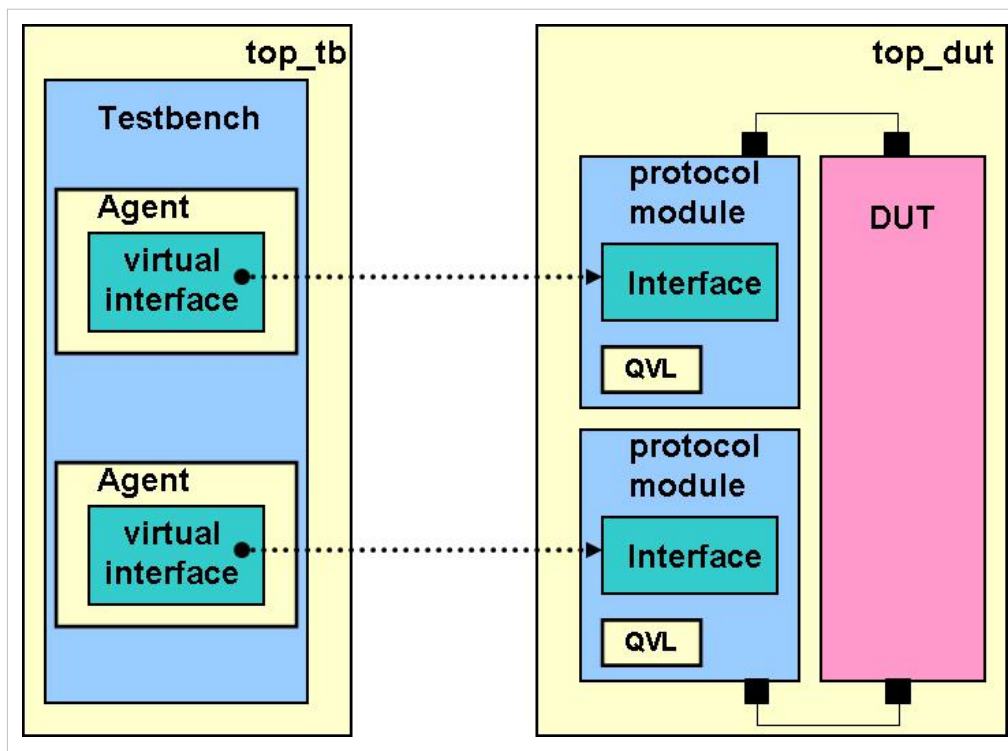 top_tb
Testbench
Agent
virtual
interface
Agent
virtual
interface
top_dut
protocol
module
Interface
QVL
DUT
protocol
module
Interface
QVL